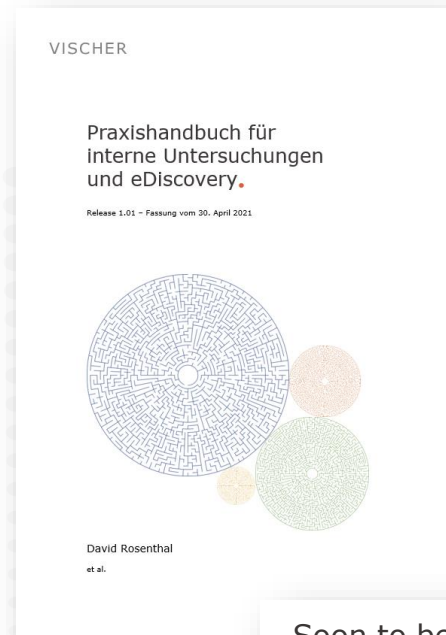 VISCHER
Praxishandbuch für
interne Untersuchungen
und eDiscovery.
Release 1.01 – Fassung vom 30. April 2021
David Rosenthal
et al.
Soon to be